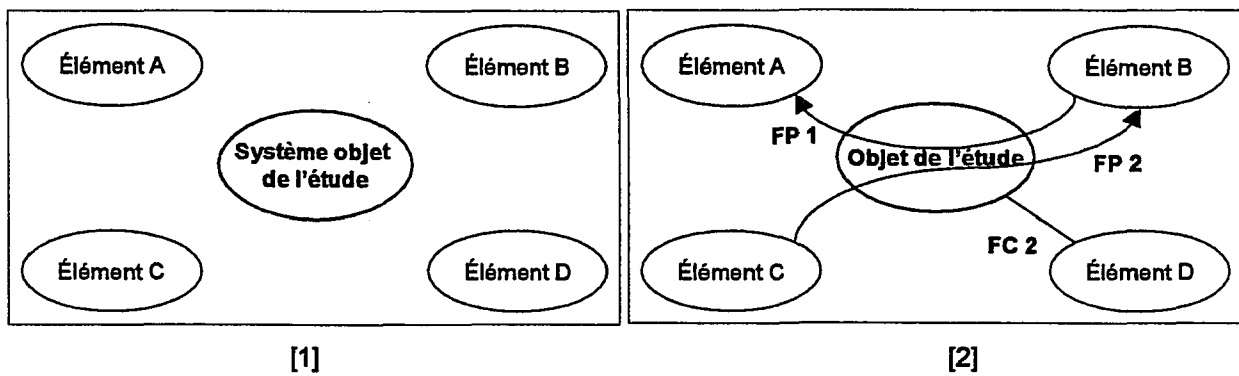 Élément A
Élément B
Système objet
de l'étude
Élément C
Élément D
[1]
Élément A
Élément B
FP 1
Objet de l'étude
FP 2
FC 2
Élément C
Élément D
[2]